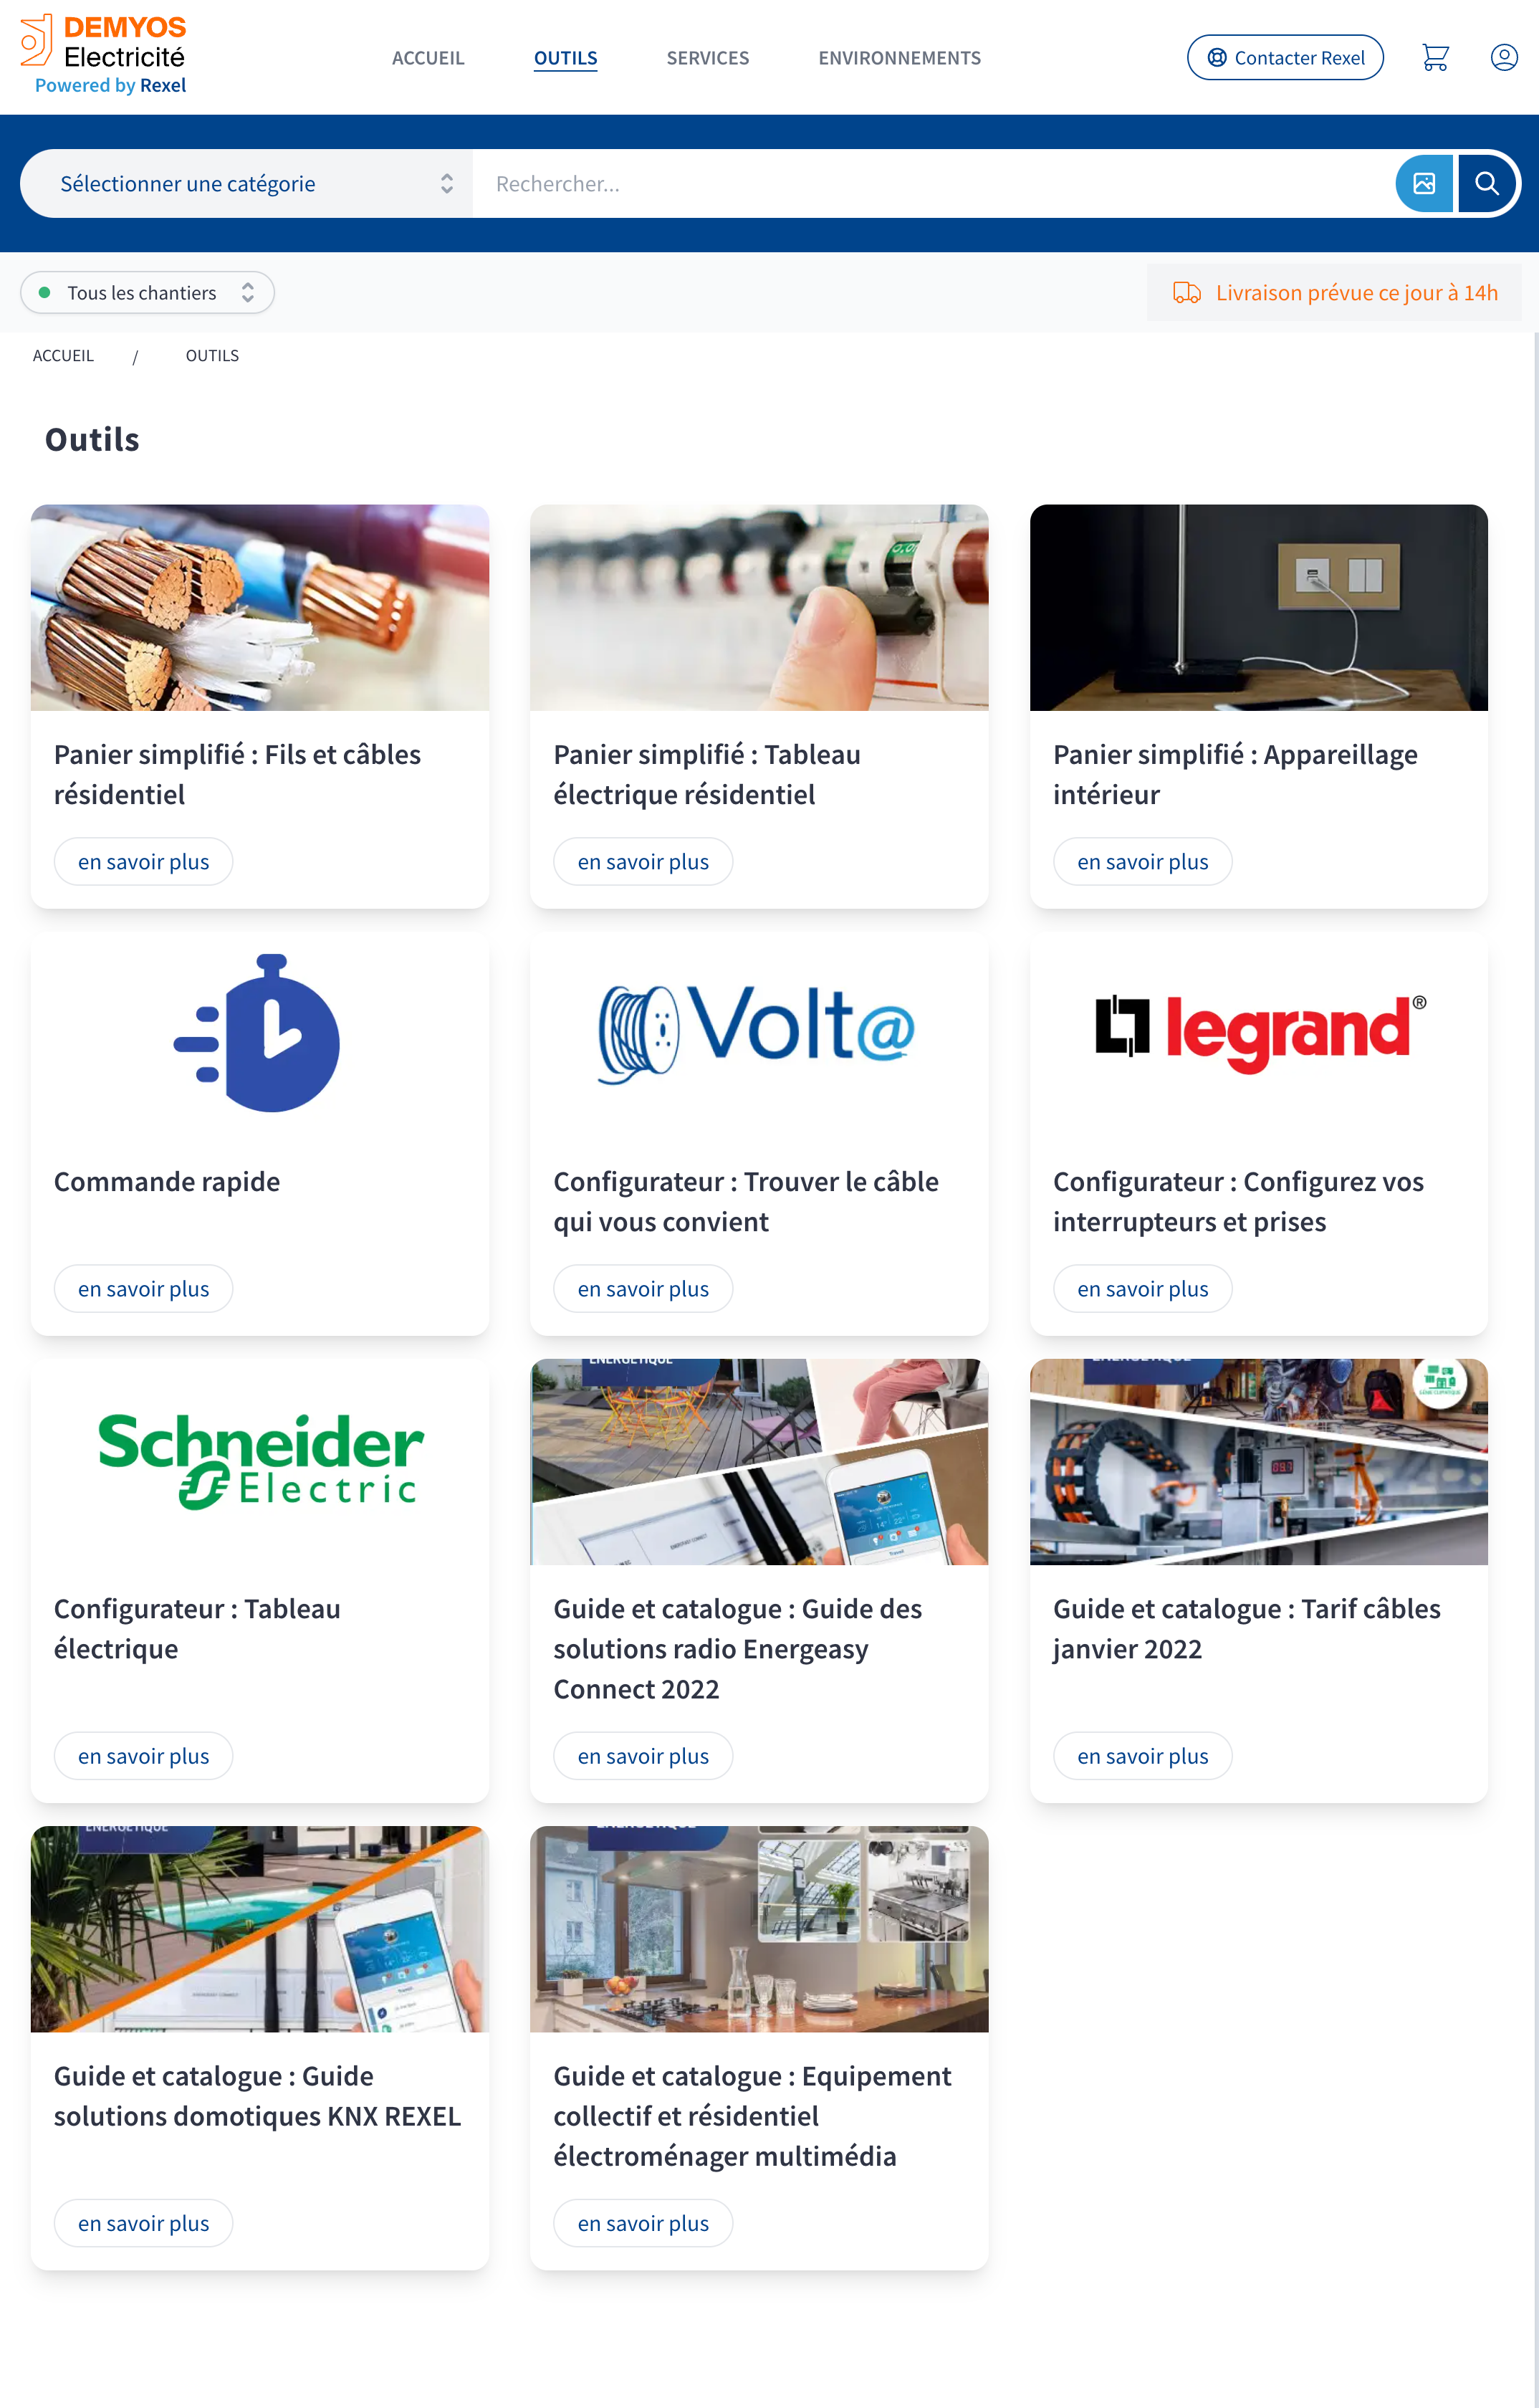 DEMYOS
Electricité
Powered by Rexel
ACCUEIL
OUTILS
SERVICES
ENVIRONNEMENTS
Contacter Rexel
Sélectionner une catégorie
Rechercher...
Tous les chantiers
Livraison prévue ce jour à 14h
ACCUEIL / OUTILS
Outils
Panier simplifié : Fils et câbles
résidentiel
en savoir plus
Panier simplifié : Tableau
électrique résidentiel
en savoir plus
Panier simplifié : Appareillage
intérieur
en savoir plus
Commande rapide
en savoir plus
Volt@
Configurateur : Trouver le câble
qui vous convient
en savoir plus
legrand®
Configurateur : Configurez vos
interrupteurs et prises
en savoir plus
Schneider
Electric
Configurateur : Tableau
électrique
en savoir plus
ENERGETIQUE
Guide et catalogue : Guide des
solutions radio Energeasy
Connect 2022
en savoir plus
ENERGETIQUE
Guide et catalogue : Tarif câbles
janvier 2022
en savoir plus
ENERGETIQUE
Guide et catalogue : Guide
solutions domotiques KNX REXEL
en savoir plus
ENERGETIQUE
Guide et catalogue : Equipement
collectif et résidentiel
électroménager multimédia
en savoir plus